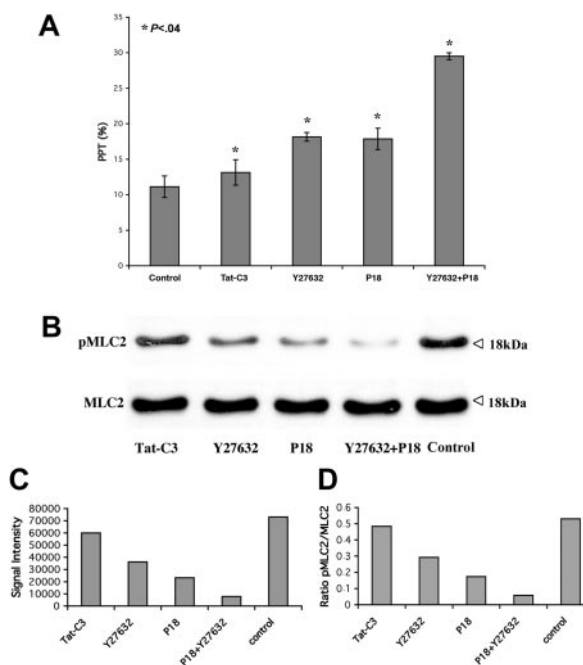 A
* P<.04
35
30
25
20
15
10
5
0
PPT (%)
* * * *
Control Tat-C3 Y27632 P18 Y27632+P18
B
pMLC2 18kDa
MLC2 18kDa
Tat-C3 Y27632 P18 Y27632+P18 Control
C
80000
70000
60000
50000
40000
30000
20000
10000
0
Signal Intensity
Tat-C3 Y27632 P18 P18+Y27632 control
D
0.6
0.5
0.4
0.3
0.2
0.1
0
Ratio pMLC2/MLC2
Tat-C3 Y27632 P18 P18+Y27632 control